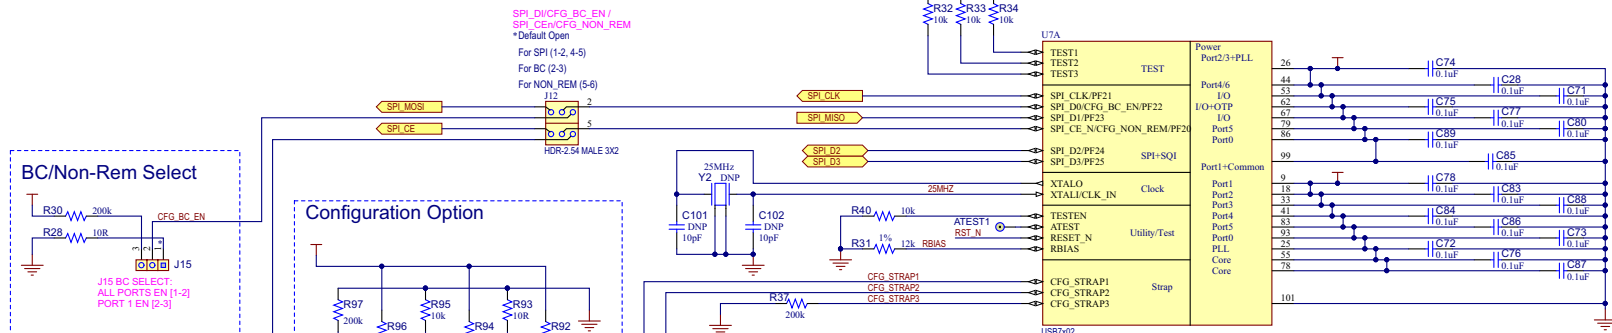 SPI_DI/CFG_BC_EN /
SPI_CEn/CFG_NON_REM
*Default Open
For SPI (1-2, 4-5)
For BC (2-3)
For NON_REM (5-6)
J12
SPI_MOSI
2
SPI_CE
5
HDR-2.54 MALE 3X2
BC/Non-Rem Select
R30
200k
CFG_BC_EN
R28
10R
3
2
1
*
J15
J15 BC SELECT:
ALL PORTS EN [1-2]
PORT 1 EN [2-3]
Configuration Option
R97
200k
R96
R95
10k
R94
R93
10R
R92
R32
10k
R33
10k
R34
10k
SPI_CLK
SPI_MISO
SPI_D2
SPI_D3
25MHz
Y2
DNP
25MHZ
C101
DNP
10pF
C102
DNP
10pF
R40
10k
ATEST1
RST_N
R31
1%
12k
RBIAS
CFG_STRAP1
CFG_STRAP2
CFG_STRAP3
R37
200k
U7A
TEST1
TEST2
TEST3
TEST
SPI_CLK/PF21
SPI_D0/CFG_BC_EN/PF22
SPI_D1/PF23
SPI_CE_N/CFG_NON_REM/PF20
SPI_D2/PF24
SPI_D3/PF25
SPI+SQI
XTALO
XTALI/CLK_IN
Clock
TESTEN
ATEST
RESET_N
RBIAS
Utility/Test
CFG_STRAP1
CFG_STRAP2
CFG_STRAP3
Strap
USB7x02
Power
Port2/3+PLL
Port4/6
I/O
I/O+OTP
I/O
Port5
Port0
Port1+Common
Port1
Port2
Port3
Port4
Port5
Port0
PLL
Core
Core
26
44
53
62
67
79
86
99
9
18
33
41
83
93
25
55
78
101
C74
0.1uF
C28
0.1uF
C71
0.1uF
C75
0.1uF
C77
0.1uF
C80
0.1uF
C89
0.1uF
C85
0.1uF
C78
0.1uF
C83
0.1uF
C88
0.1uF
C84
0.1uF
C86
0.1uF
C73
0.1uF
C72
0.1uF
C76
0.1uF
C87
0.1uF